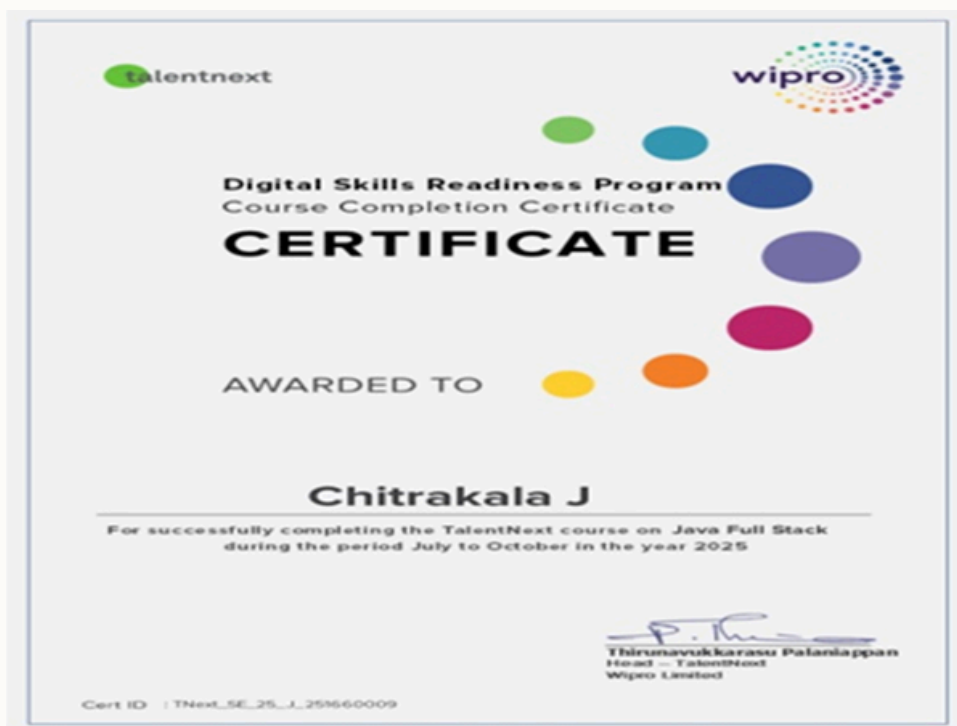 talentnext
wipro
Digital Skills Readiness Program
Course Completion Certificate
CERTIFICATE
AWARDED TO
Chitrakala J
For successfully completing the TalentNext course on Java Full Stack
during the period July to October in the year 2025
Thirunavukkarasu Palaniappan
Head – TalentNext
Wipro Limited
Cert ID : TNext_SE_25_J_251660009